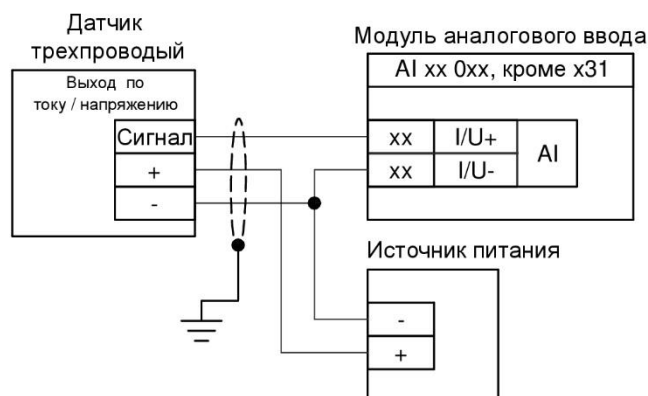 Датчик
трехпроводый
Выход по
току / напряжению
Сигнал
+
-
Модуль аналогового ввода
AI xx 0xx, кроме x31
xx I/U+
xx I/U-
AI
Источник питания
-
+